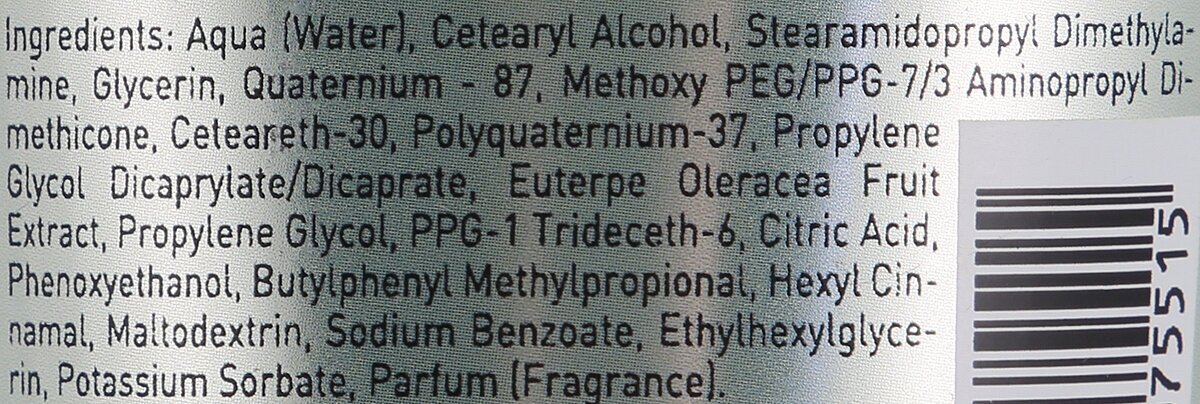 Ingredients: Aqua (Water), Cetearyl Alcohol, Stearamidopropyl Dimethyla-
mine, Glycerin, Quaternium - 87, Methoxy PEG/PPG-7/3 Aminopropyl Di-
methicone, Ceteareth-30, Polyquaternium-37, Propylene
Glycol Dicaprylate/Dicaprate, Euterpe Oleracea Fruit
Extract, Propylene Glycol, PPG-1 Trideceth-6, Citric Acid,
Phenoxyethanol, Butylphenyl Methylpropional, Hexyl Cin-
namal, Maltodextrin, Sodium Benzoate, Ethylhexylglyce-
rin, Potassium Sorbate, Parfum (Fragrance).
75515